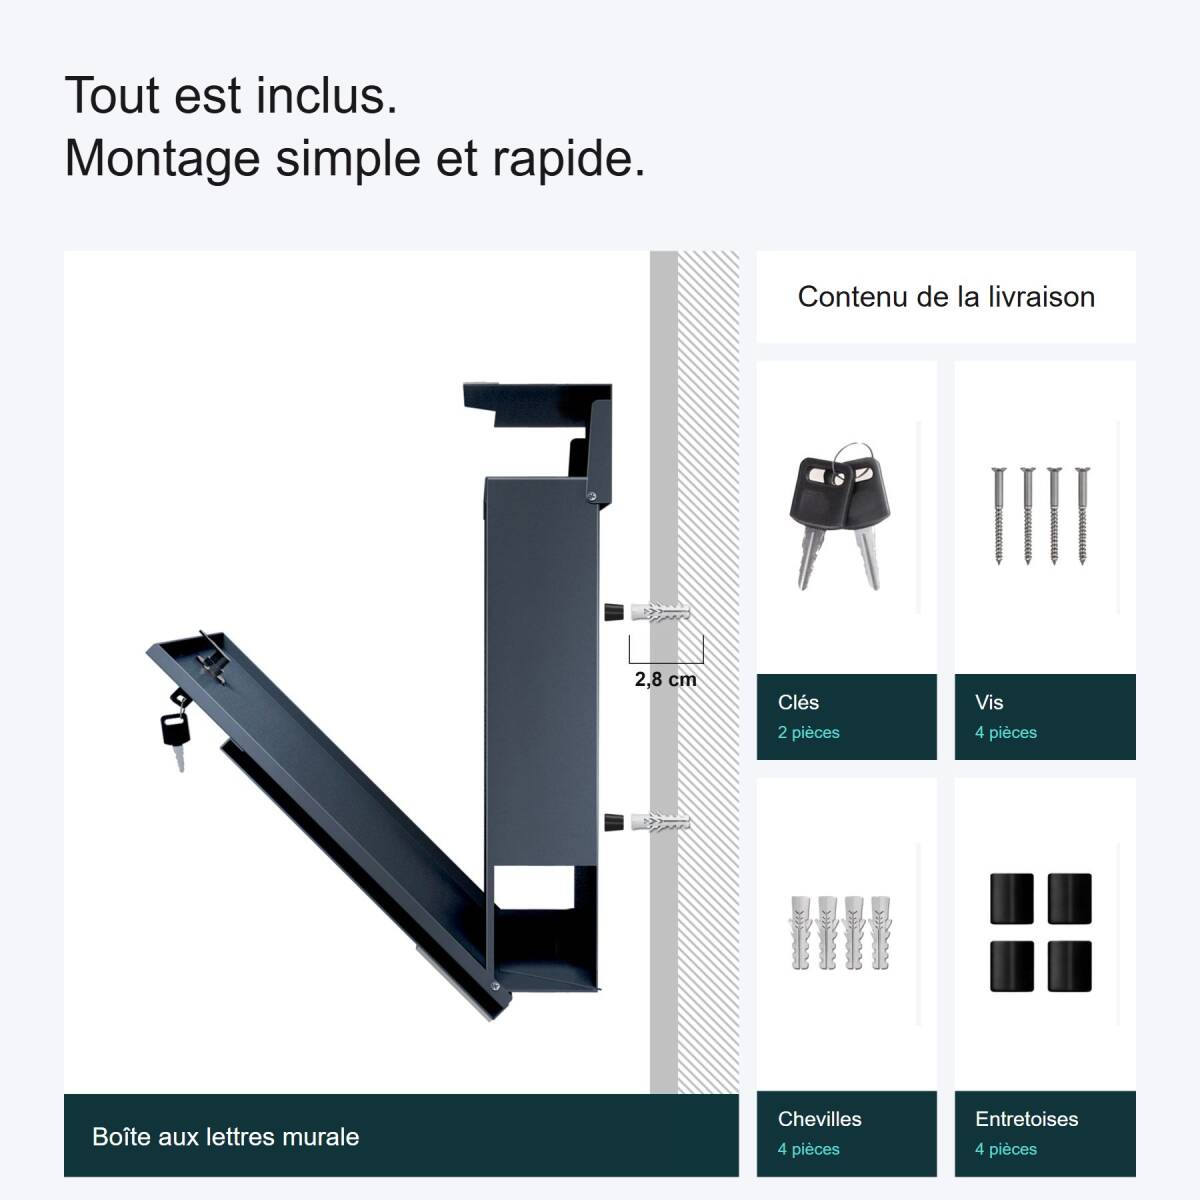 Tout est inclus.
Montage simple et rapide.
Contenu de la livraison
2,8 cm
Clés
2 pièces
Vis
4 pièces
Chevilles
4 pièces
Entretoises
4 pièces
Boîte aux lettres murale